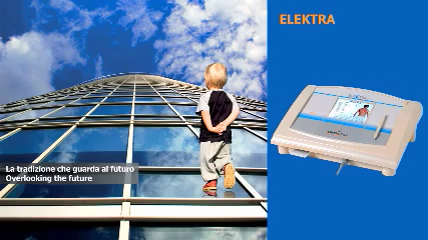 La tradizione che guarda al futuro
Overlooking the future
ELEKTRA